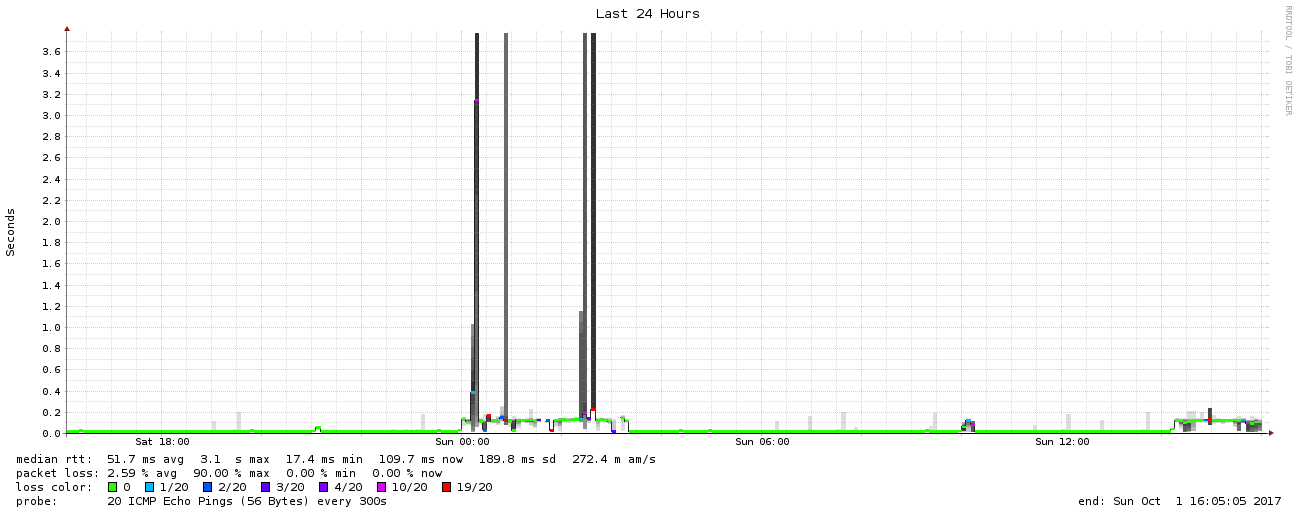 Last 24 Hours
RRDTOOL / TOBI OETIKER
Seconds
3.6
3.4
3.2
3.0
2.8
2.6
2.4
2.2
2.0
1.8
1.6
1.4
1.2
1.0
0.8
0.6
0.4
0.2
0.0
Sat 18:00 Sun 00:00 Sun 06:00 Sun 12:00
median rtt: 51.7 ms avg 3.1 s max 17.4 ms min 109.7 ms now 189.8 ms sd 272.4 m am/s
packet loss: 2.59 % avg 90.00 % max 0.00 % min 0.00 % now
loss color: 0 1/20 2/20 3/20 4/20 10/20 19/20
probe: 20 ICMP Echo Pings (56 Bytes) every 300s end: Sun Oct 1 16:05:05 2017